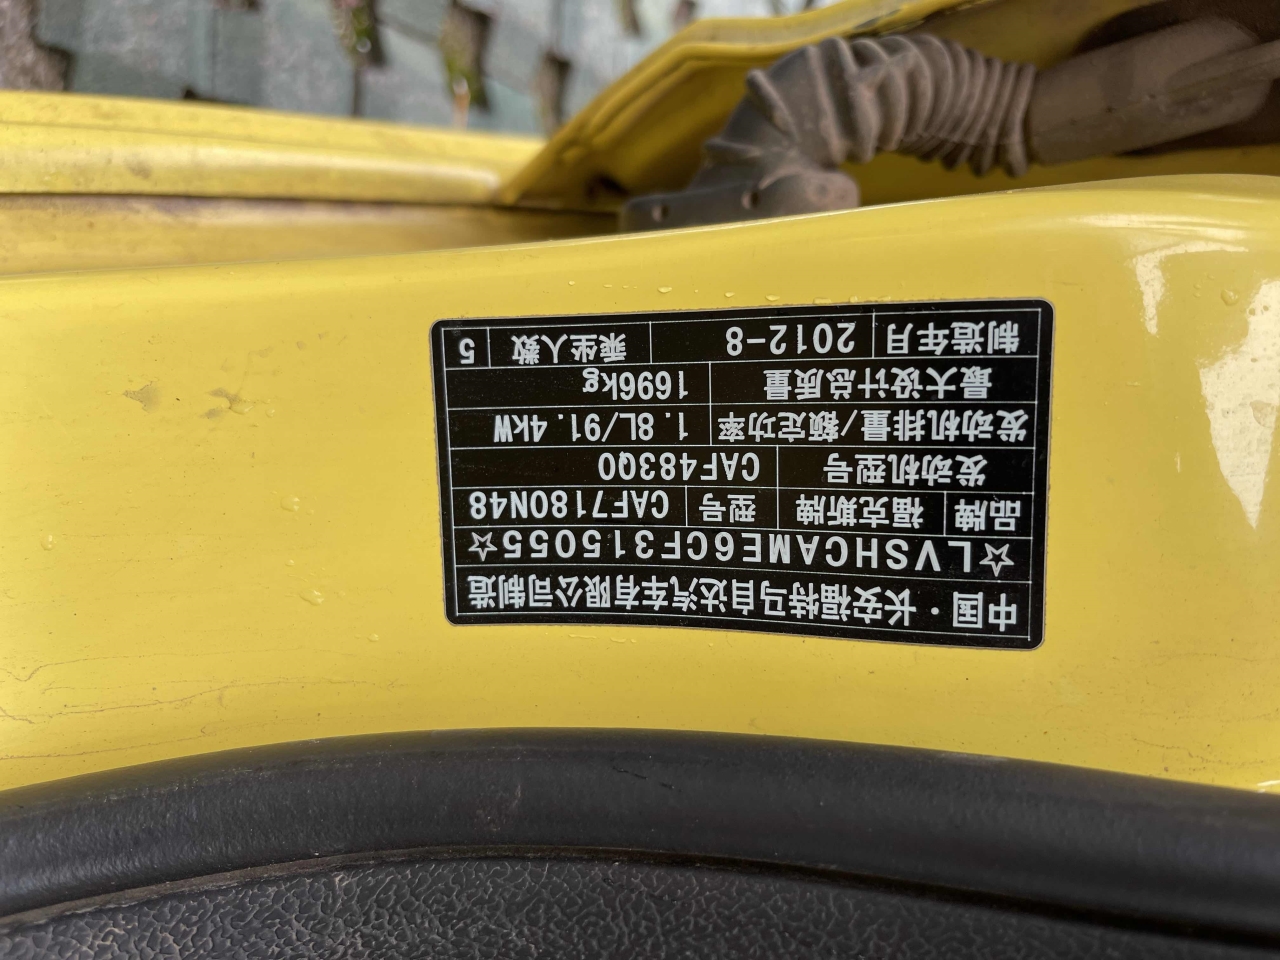 中国·长安福特马自达汽车有限公司制造
☆LVSHCAME6CF315055☆
品牌 福克斯牌 型号 CAF7180N48
发动机型号 CAF483Q0
发动机排量/额定功率 1.8L/91.4kW
最大设计总质量 1696kg
制造年月 2012-8 乘坐人数 5